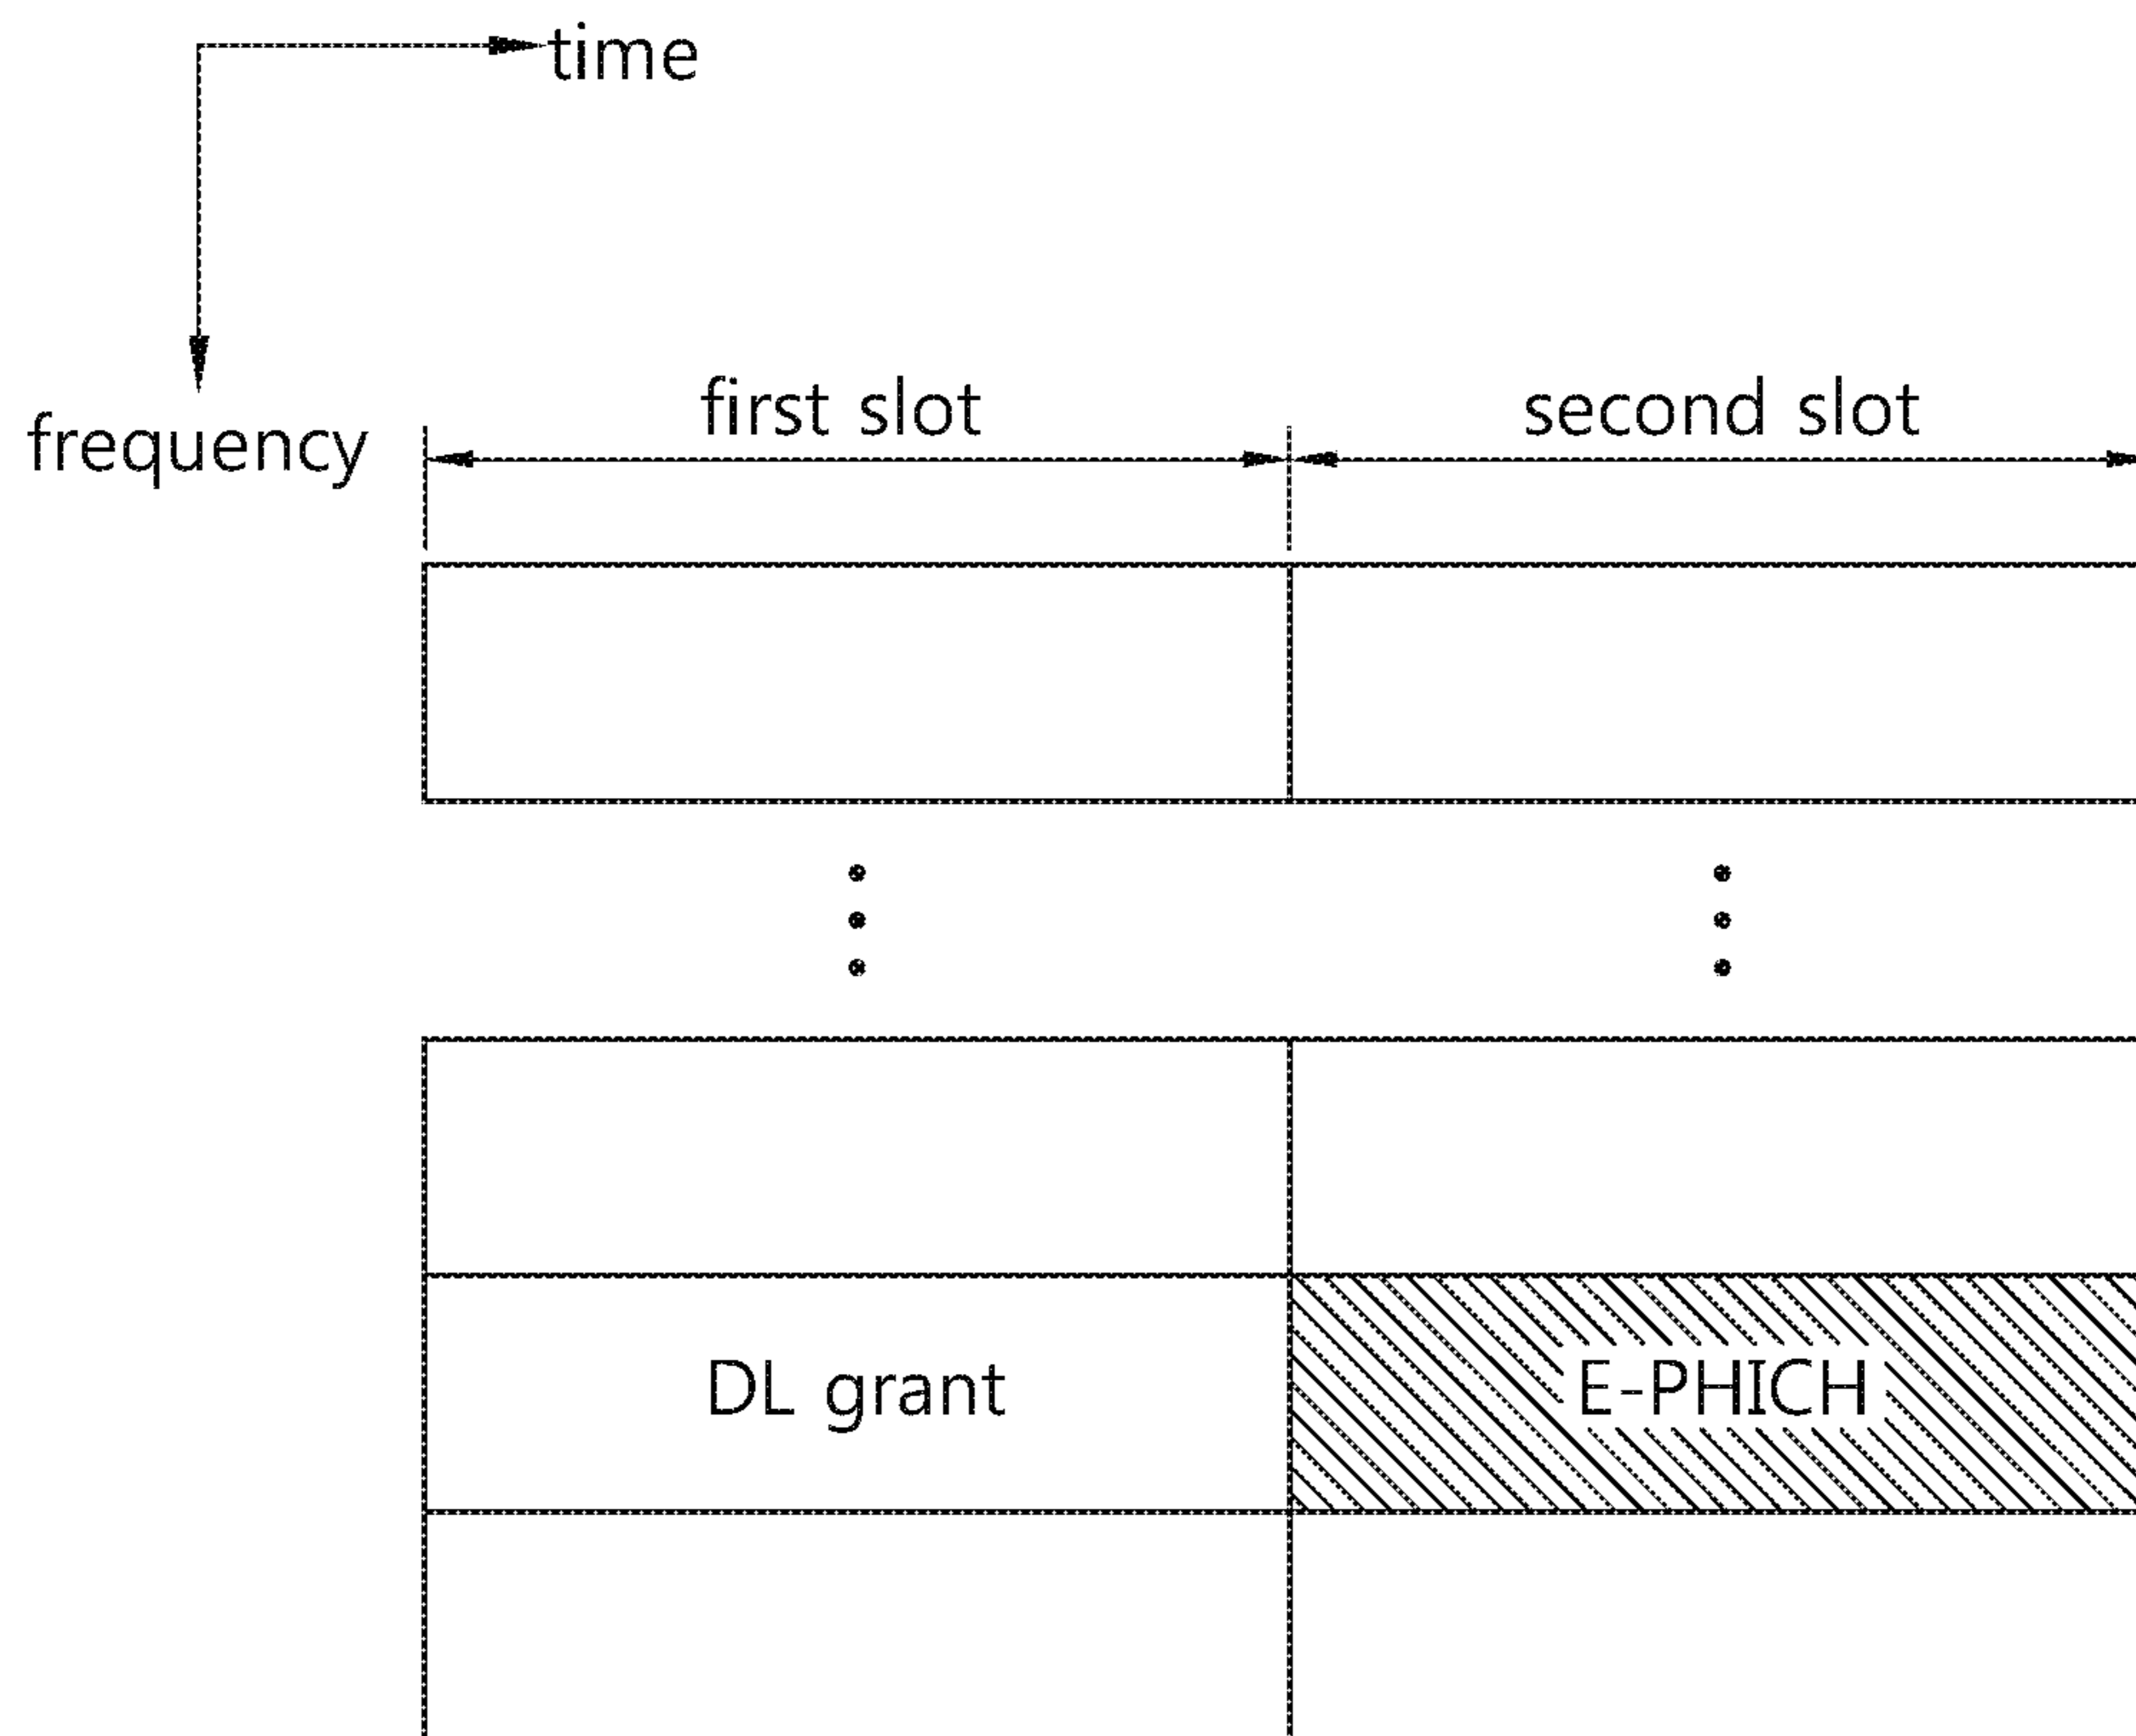 time
frequency
first slot
second slot
DL grant
E-PHICH